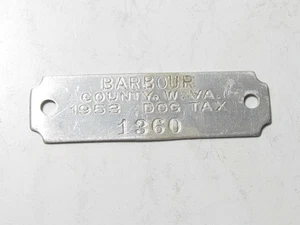 BARBOUR
COUNTY, W. VA.
1953 DOG TAX
1360